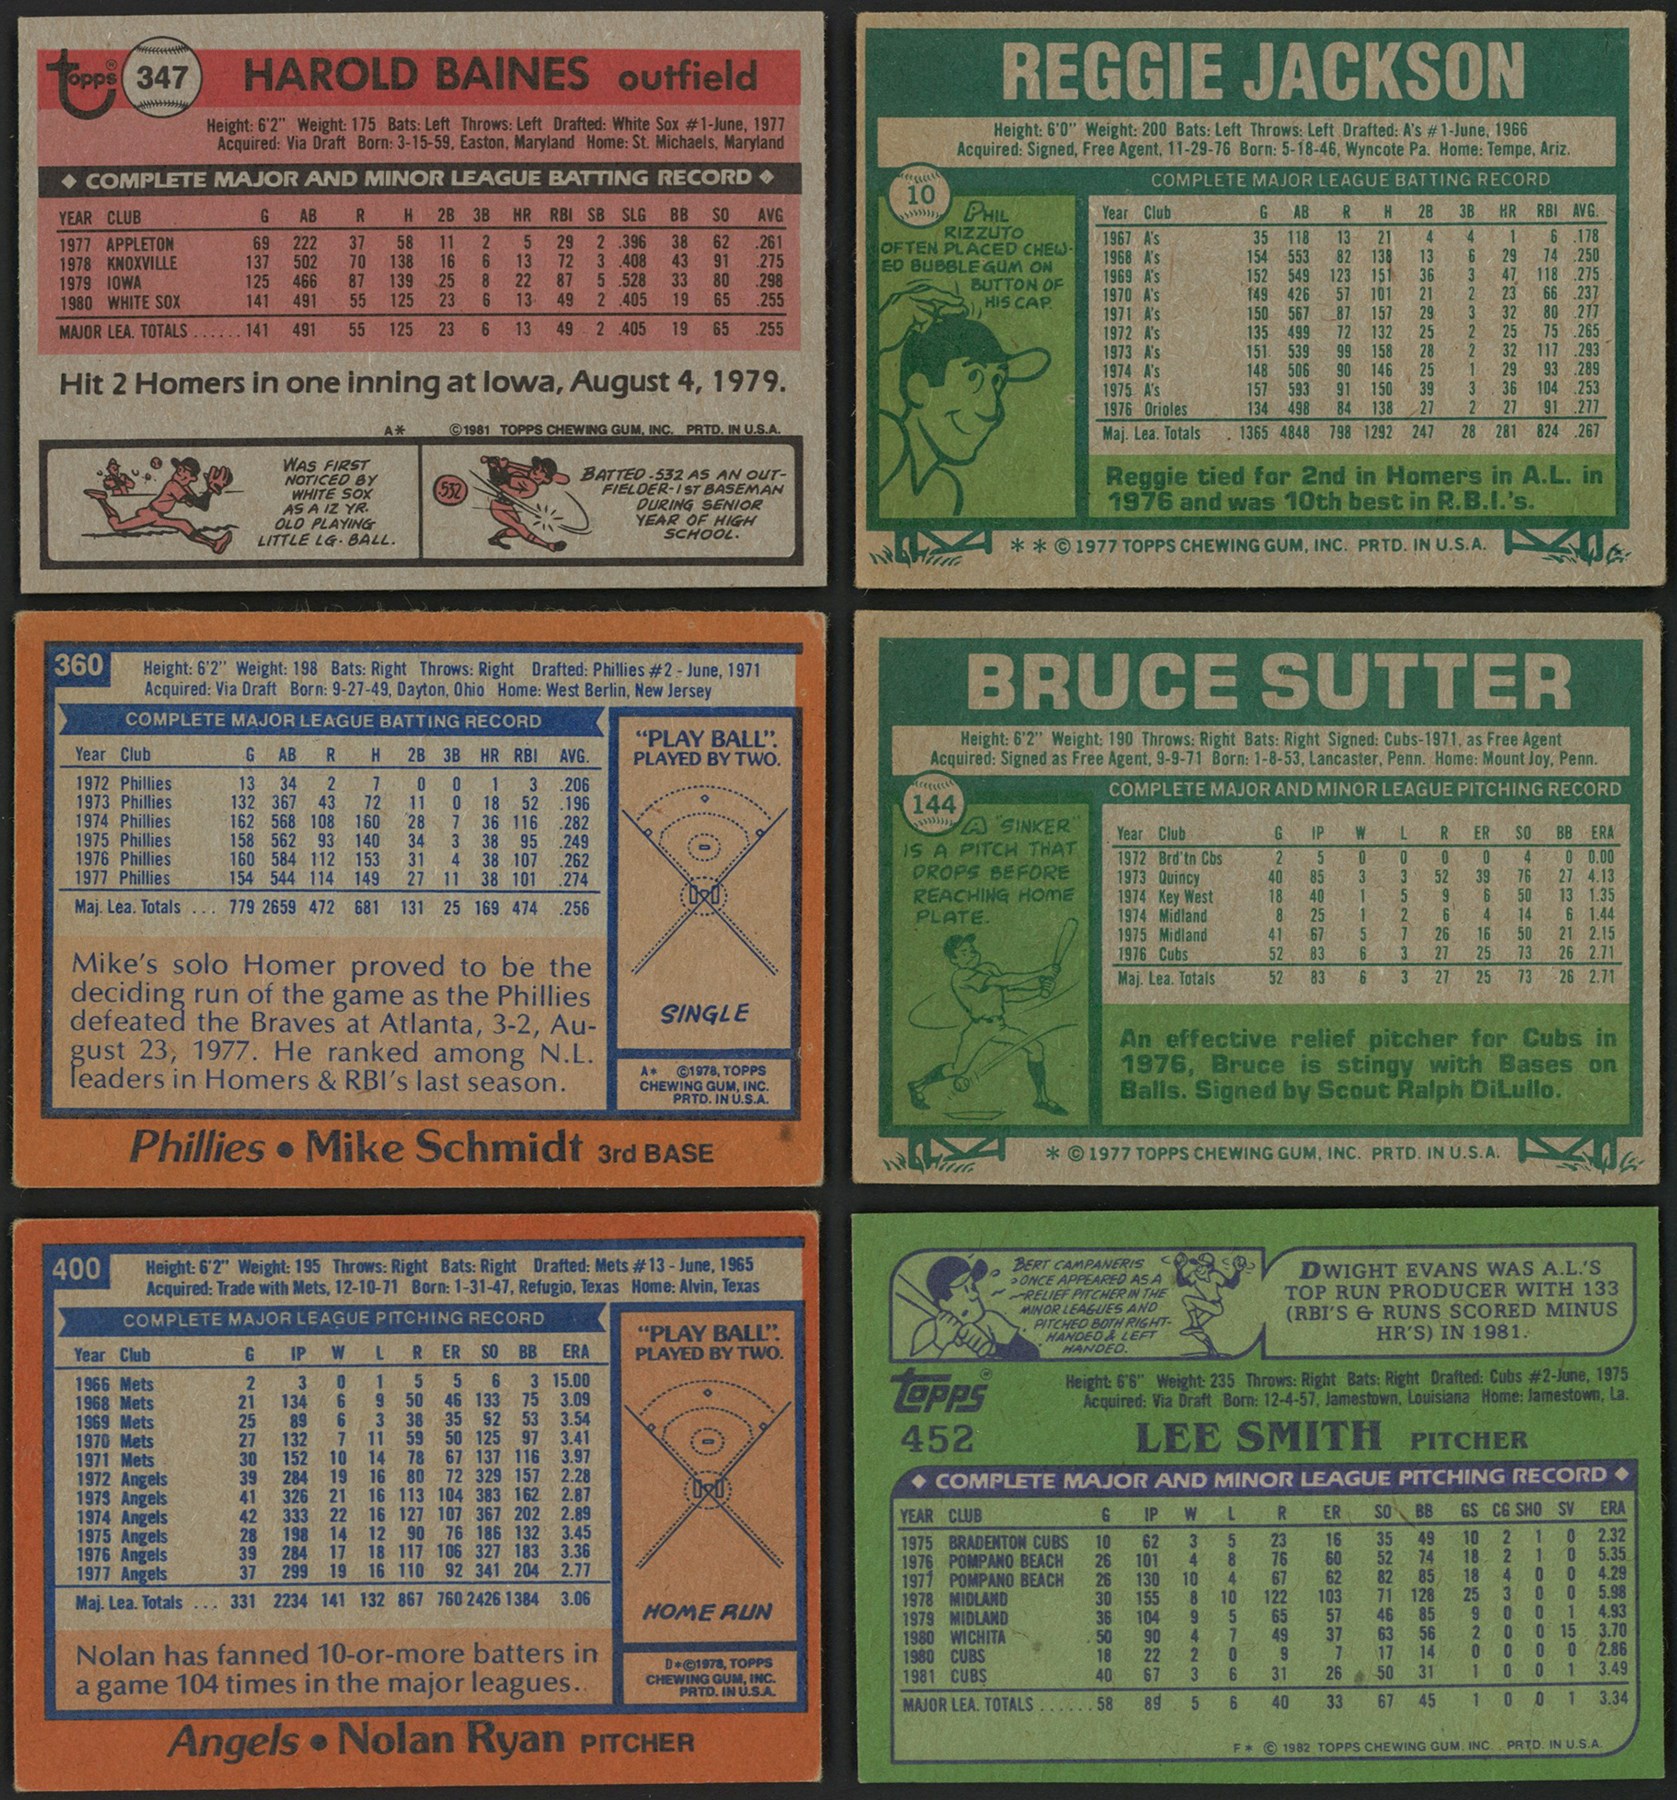 topps® 347 HAROLD BAINES outfield
Height: 6'2" Weight: 175 Bats: Left Throws: Left Drafted: White Sox #1-June, 1977
Acquired: Via Draft Born: 3-15-59, Easton, Maryland Home: St. Michaels, Maryland
◆ COMPLETE MAJOR AND MINOR LEAGUE BATTING RECORD ◆
YEAR CLUB G AB R H 2B 3B HR RBI SB SLG BB SO AVG
1977 APPLETON 69 222 37 58 11 2 5 29 2 .396 38 62 .261
1978 KNOXVILLE 137 502 70 138 16 6 13 72 3 .408 43 91 .275
1979 IOWA 125 466 87 139 25 8 22 87 5 .528 33 80 .298
1980 WHITE SOX 141 491 55 125 23 6 13 49 2 .405 19 65 .255
MAJOR LEA. TOTALS ...... 141 491 55 125 23 6 13 49 2 .405 19 65 .255
Hit 2 Homers in one inning at Iowa, August 4, 1979.
A* ©1981 TOPPS CHEWING GUM, INC. PRTD. IN U.S.A.
WAS FIRST
NOTICED BY
WHITE SOX
AS A 12 YR.
OLD PLAYING
LITTLE LG. BALL.
.532
BATTED .532 AS AN OUT-
FIELDER-1ST BASEMAN
DURING SENIOR
YEAR OF HIGH
SCHOOL.
REGGIE JACKSON
Height: 6'0" Weight: 200 Bats: Left Throws: Left Drafted: A's #1-June, 1966
Acquired: Signed, Free Agent, 11-29-76 Born: 5-18-46, Wyncote Pa. Home: Tempe, Ariz.
10
COMPLETE MAJOR LEAGUE BATTING RECORD
PHIL
RIZZUTO
OFTEN PLACED CHEW-
ED BUBBLE GUM ON
BUTTON OF
HIS CAP.
Year Club G AB R H 2B 3B HR RBI AVG.
1967 A's 35 118 13 21 4 4 1 6 .178
1968 A's 154 553 82 138 13 6 29 74 .250
1969 A's 152 549 123 151 36 3 47 118 .275
1970 A's 149 426 57 101 21 2 23 66 .237
1971 A's 150 567 87 157 29 3 32 80 .277
1972 A's 135 499 72 132 25 2 25 75 .265
1973 A's 151 539 99 158 28 2 32 117 .293
1974 A's 148 506 90 146 25 1 29 93 .289
1975 A's 157 593 91 150 39 3 36 104 .253
1976 Orioles 134 498 84 138 27 2 27 91 .277
Maj. Lea. Totals . 1365 4848 798 1292 247 28 281 824 .267
Reggie tied for 2nd in Homers in A.L. in
1976 and was 10th best in R.B.I.'s.
* * © 1977 TOPPS CHEWING GUM, INC. PRTD. IN U.S.A.
360
Height: 6'2" Weight: 198 Bats: Right Throws: Right Drafted: Phillies #2 - June, 1971
Acquired: Via Draft Born: 9-27-49, Dayton, Ohio Home: West Berlin, New Jersey
COMPLETE MAJOR LEAGUE BATTING RECORD
Year Club G AB R H 2B 3B HR RBI AVG.
1972 Phillies 13 34 2 7 0 0 1 3 .206
1973 Phillies 132 367 43 72 11 0 18 52 .196
1974 Phillies 162 568 108 160 28 7 36 116 .282
1975 Phillies 158 562 93 140 34 3 38 95 .249
1976 Phillies 160 584 112 153 31 4 38 107 .262
1977 Phillies 154 544 114 149 27 11 38 101 .274
Maj. Lea. Totals ... 779 2659 472 681 131 25 169 474 .256
Mike's solo Homer proved to be the
deciding run of the game as the Phillies
defeated the Braves at Atlanta, 3-2, Au-
gust 23, 1977. He ranked among N.L.
leaders in Homers & RBI's last season.
"PLAY BALL".
PLAYED BY TWO.
SINGLE
A* ©1978, TOPPS
CHEWING GUM, INC.
PRTD. IN U.S.A.
Phillies • Mike Schmidt 3rd BASE
BRUCE SUTTER
Height: 6'2" Weight: 190 Throws: Right Bats: Right Signed: Cubs-1971, as Free Agent
Acquired: Signed as Free Agent, 9-9-71 Born: 1-8-53, Lancaster, Penn. Home: Mount Joy, Penn.
144
COMPLETE MAJOR AND MINOR LEAGUE PITCHING RECORD
A "SINKER"
IS A PITCH THAT
DROPS BEFORE
REACHING HOME
PLATE.
Year Club G IP W L R ER SO BB ERA
1972 Brd'tn Cbs 2 5 0 0 0 0 4 0 0.00
1973 Quincy 40 85 3 3 52 39 76 27 4.13
1974 Key West 18 40 1 5 9 6 50 13 1.35
1974 Midland 8 25 1 2 6 4 14 6 1.44
1975 Midland 41 67 5 7 26 16 50 21 2.15
1976 Cubs 52 83 6 3 27 25 73 26 2.71
Maj. Lea. Totals 52 83 6 3 27 25 73 26 2.71
An effective relief pitcher for Cubs in
1976, Bruce is stingy with Bases on
Balls. Signed by Scout Ralph DiLullo.
* © 1977 TOPPS CHEWING GUM, INC. PRTD. IN U.S.A.
400
Height: 6'2" Weight: 195 Throws: Right Bats: Right Drafted: Mets #13 - June, 1965
Acquired: Trade with Mets, 12-10-71 Born: 1-31-47, Refugio, Texas Home: Alvin, Texas
COMPLETE MAJOR LEAGUE PITCHING RECORD
Year Club G IP W L R ER SO BB ERA
1966 Mets 2 3 0 1 5 5 6 3 15.00
1968 Mets 21 134 6 9 50 46 133 75 3.09
1969 Mets 25 89 6 3 38 35 92 53 3.54
1970 Mets 27 132 7 11 59 50 125 97 3.41
1971 Mets 30 152 10 14 78 67 137 116 3.97
1972 Angels 39 284 19 16 80 72 329 157 2.28
1973 Angels 41 326 21 16 113 104 383 162 2.87
1974 Angels 42 333 22 16 127 107 367 202 2.89
1975 Angels 28 198 14 12 90 76 186 132 3.45
1976 Angels 39 284 17 18 117 106 327 183 3.36
1977 Angels 37 299 19 16 110 92 341 204 2.77
Maj. Lea. Totals ... 331 2234 141 132 867 760 2426 1384 3.06
Nolan has fanned 10-or-more batters in
a game 104 times in the major leagues..
"PLAY BALL".
PLAYED BY TWO.
HOME RUN
D*©1978, TOPPS
CHEWING GUM, INC.
PRTD. IN U.S.A.
Angels • Nolan Ryan PITCHER
BERT CAMPANERIS
ONCE APPEARED AS A
RELIEF PITCHER IN THE
MINOR LEAGUES AND
PITCHED BOTH RIGHT-
HANDED & LEFT
HANDED.
DWIGHT EVANS WAS A.L.'S
TOP RUN PRODUCER WITH 133
(RBI'S & RUNS SCORED MINUS
HR'S) IN 1981.
topps®
Height: 6'6" Weight: 235 Throws: Right Bats: Right Drafted: Cubs #2-June, 1975
Acquired: Via Draft Born: 12-4-57, Jamestown, Louisiana Home: Jamestown, La.
452 LEE SMITH PITCHER
◆ COMPLETE MAJOR AND MINOR LEAGUE PITCHING RECORD ◆
YEAR CLUB G IP W L R ER SO BB GS CG SHO SV ERA
1975 BRADENTON CUBS 10 62 3 5 23 16 35 49 10 2 1 0 2.32
1976 POMPANO BEACH 26 101 4 8 76 60 52 74 18 2 1 0 5.35
1977 POMPANO BEACH 26 130 10 4 67 62 82 85 18 4 0 0 4.29
1978 MIDLAND 30 155 8 10 122 103 71 128 25 3 0 0 5.98
1979 MIDLAND 36 104 9 5 65 57 46 85 9 0 0 1 4.93
1980 WICHITA 50 90 4 7 49 37 63 56 2 0 0 15 3.70
1980 CUBS 18 22 2 0 9 7 17 14 0 0 0 0 2.86
1981 CUBS 40 67 3 6 31 26 50 31 1 0 0 1 3.49
MAJOR LEA. TOTALS ...... 58 89 5 6 40 33 67 45 1 0 0 1 3.34
F* © 1982 TOPPS CHEWING GUM, INC. PRTD. IN U.S.A.